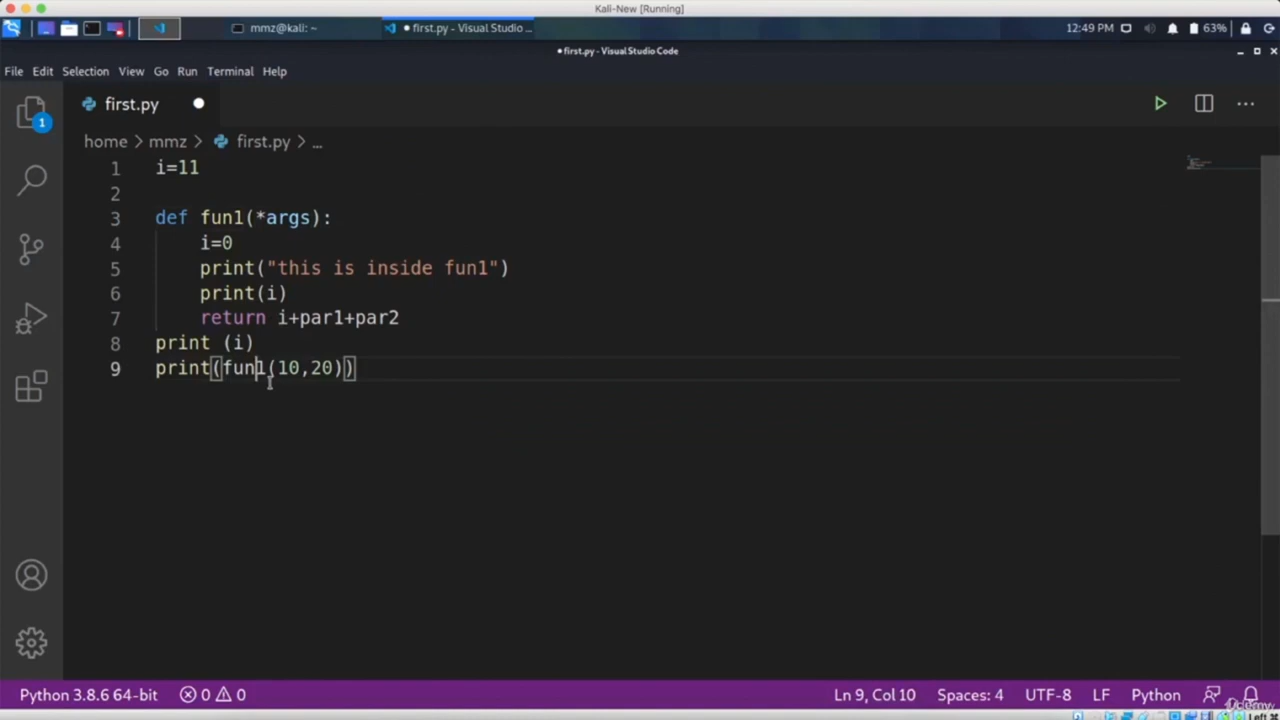 Kali-New [Running]
mmz@kali: ~
first.py - Visual Studio ...
12:49 PM
63%
first.py - Visual Studio Code
File Edit Selection View Go Run Terminal Help
first.py
home > mmz > first.py > ...
1 i=11
2
3 def fun1(*args):
4 i=0
5 print("this is inside fun1")
6 print(i)
7 return i+par1+par2
8 print (i)
9 print(fun1(10,20))
1
Python 3.8.6 64-bit 0 0 Ln 9, Col 10 Spaces: 4 UTF-8 LF Python
Udemy
Left ⌘